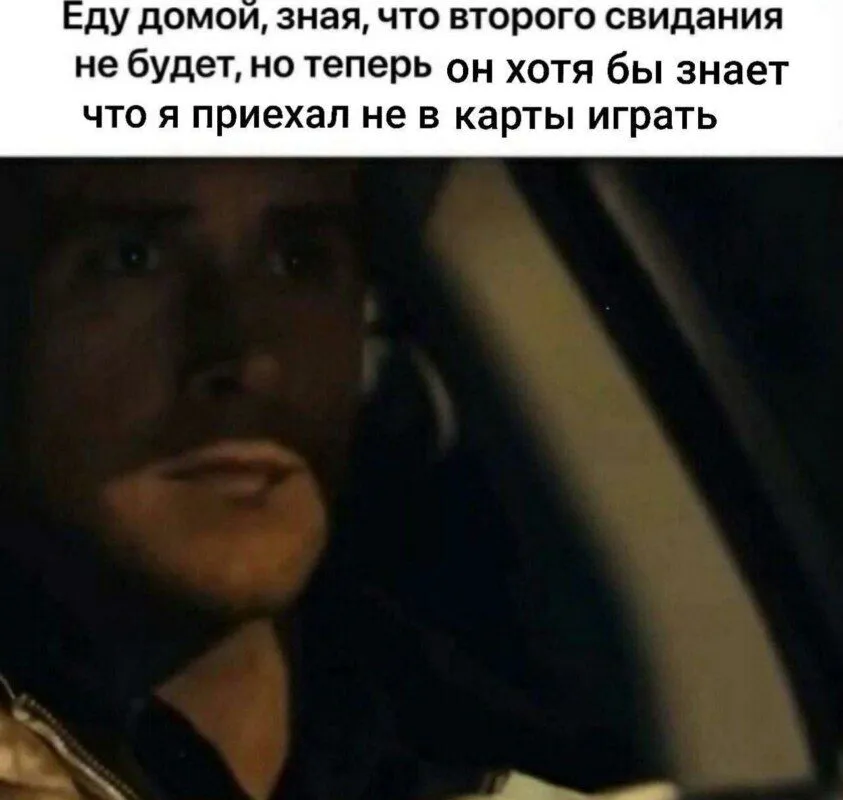 Еду домой, зная, что второго свидания
не будет, но теперь он хотя бы знает
что я приехал не в карты играть